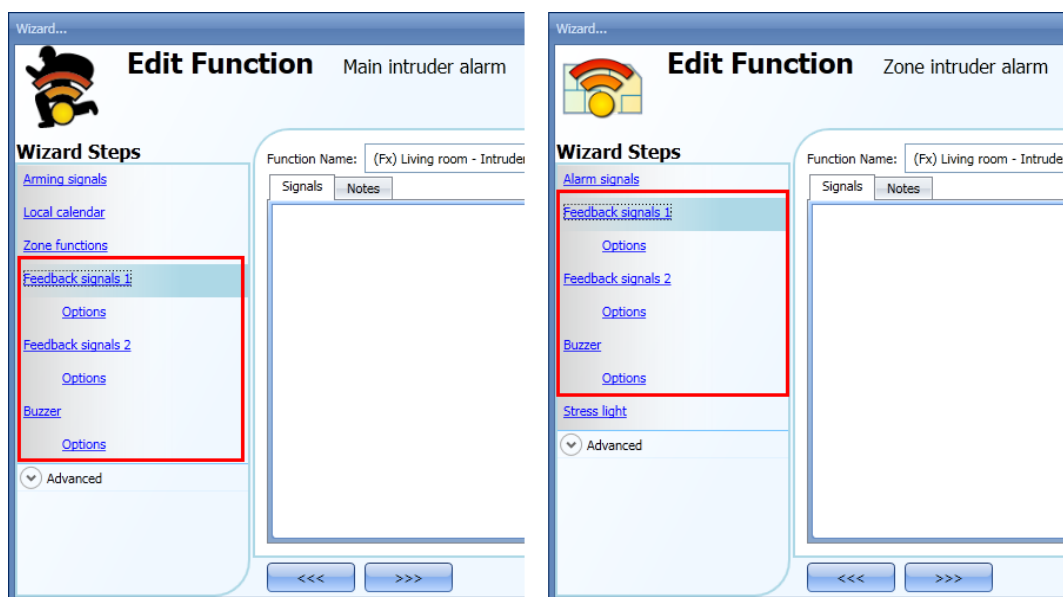 Wizard...
Edit Function Main intruder alarm
Wizard Steps
Arming signals
Local calendar
Zone functions
Feedback signals 1
Options
Feedback signals 2
Options
Buzzer
Options
Advanced
Function Name: (Fx) Living room - Intruder
Signals Notes
<<< >>>
Wizard...
Edit Function Zone intruder alarm
Wizard Steps
Alarm signals
Feedback signals 1
Options
Feedback signals 2
Options
Buzzer
Options
Stress light
Advanced
Function Name: (Fx) Living room - Intrude
Signals Notes
<<< >>>